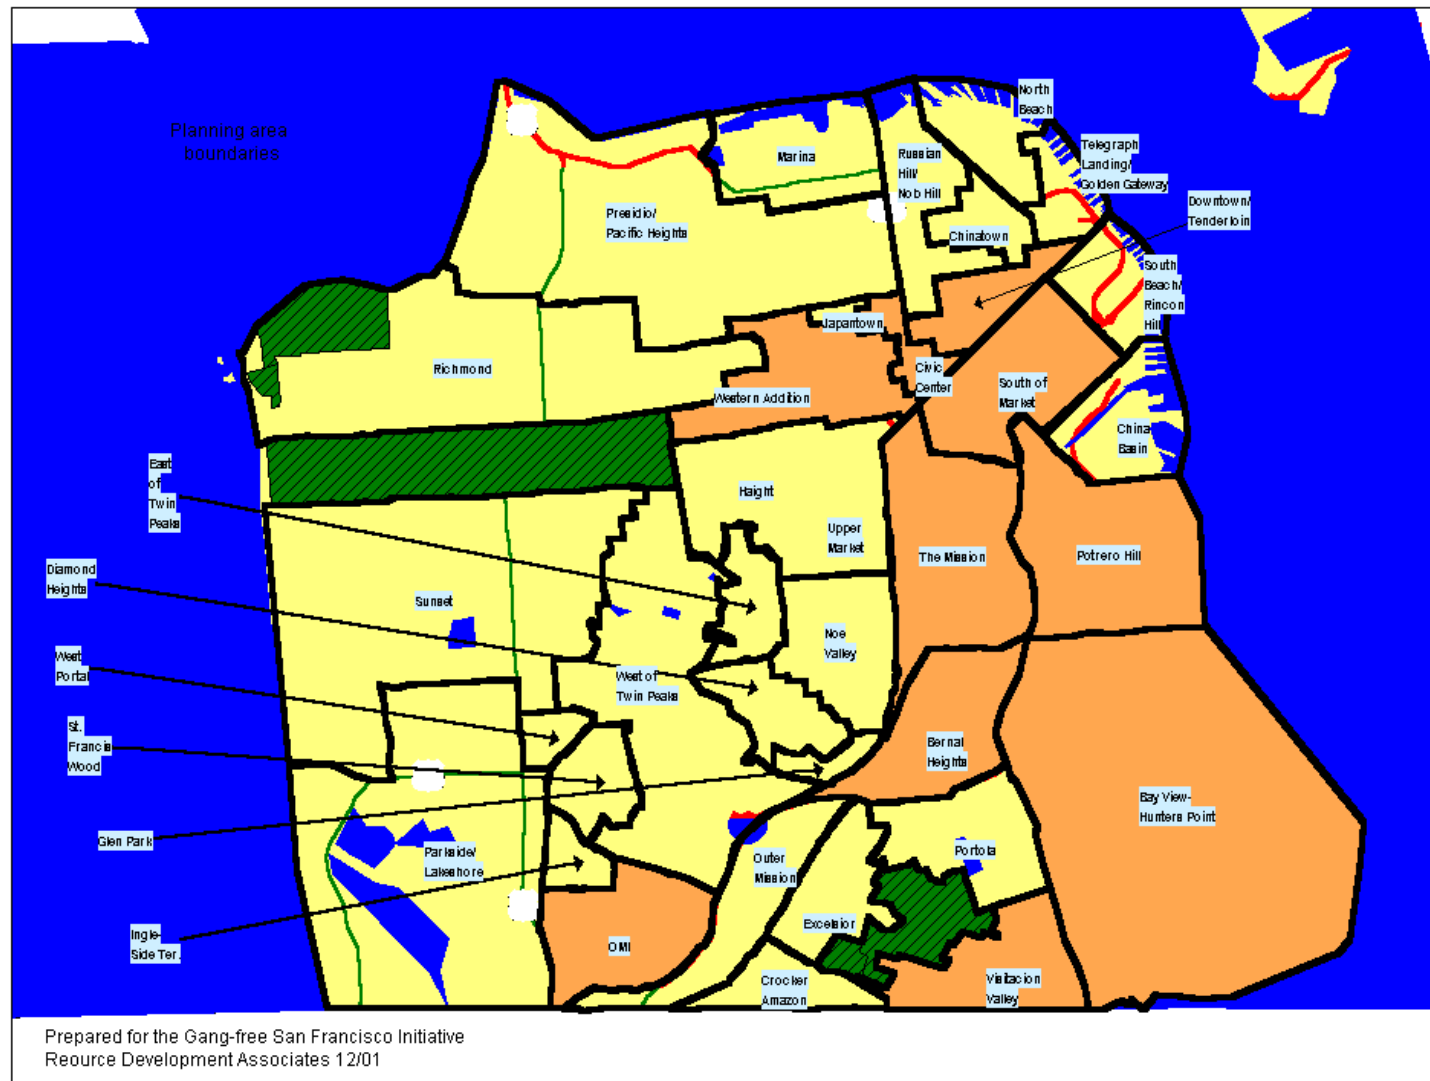 Planning area
boundaries
North
Beach
Telegraph
Landing/
Golden Gateway
Downtown/
Tenderloin
Marina
Russian
Hill/
Nob Hill
Presidio/
Pacific Heights
Chinatown
South
Beach/
Rincon
Hill
Japantown
Richmond
Civic
Center
Western Addition
South of
Market
China
Basin
East
of
Twin
Peaks
Haight
Upper
Market
The Mission
Potrero Hill
Diamond
Heights
Sunset
Noe
Valley
West
Portal
West of
Twin Peaks
St.
Francis
Wood
Bernal
Heights
Bay View-
Hunters Point
Glen Park
Parkside/
Lakeshore
Outer
Mission
Portola
Excelsior
Ingle-
Side Ter.
OMI
Crocker
Amazon
Visitacion
Valley
Prepared for the Gang-free San Francisco Initiative
Reource Development Associates 12/01